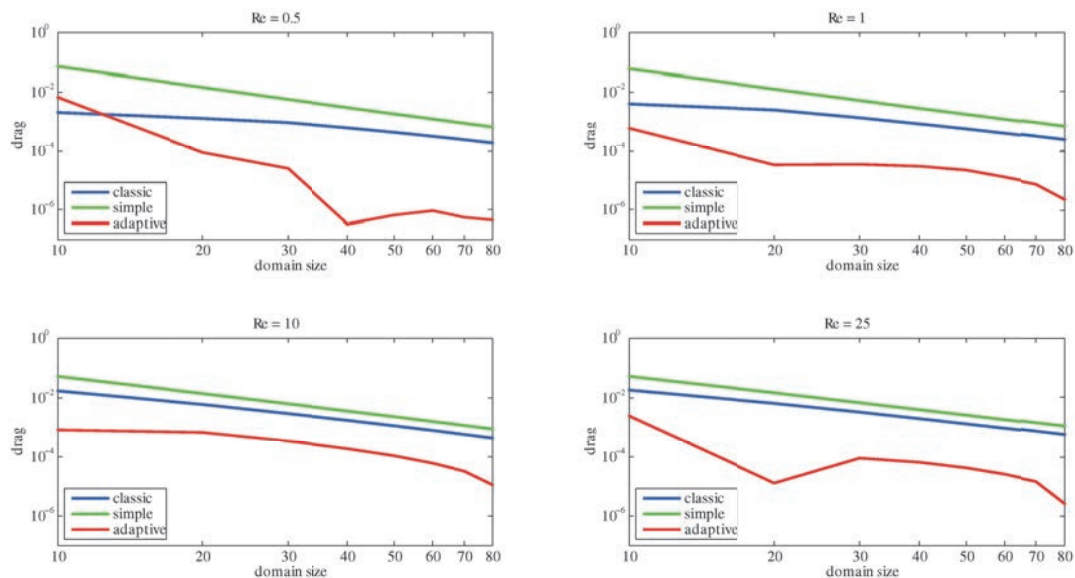 Re = 0.5
10^0
10^-2
10^-4
10^-6
drag
classic
simple
adaptive
10 20 30 40 50 60 70 80
domain size
Re = 1
10^0
10^-2
10^-4
10^-6
drag
classic
simple
adaptive
10 20 30 40 50 60 70 80
domain size
Re = 10
10^0
10^-2
10^-4
10^-6
drag
classic
simple
adaptive
10 20 30 40 50 60 70 80
domain size
Re = 25
10^0
10^-2
10^-4
10^-6
drag
classic
simple
adaptive
10 20 30 40 50 60 70 80
domain size